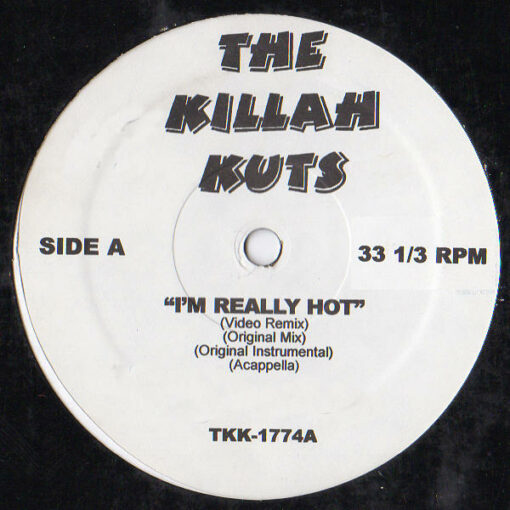 THE
KILLAH
KUTS
SIDE A
33 1/3 RPM
“I’M REALLY HOT”
(Video Remix)
(Original Mix)
(Original Instrumental)
(Acappella)
TKK-1774A